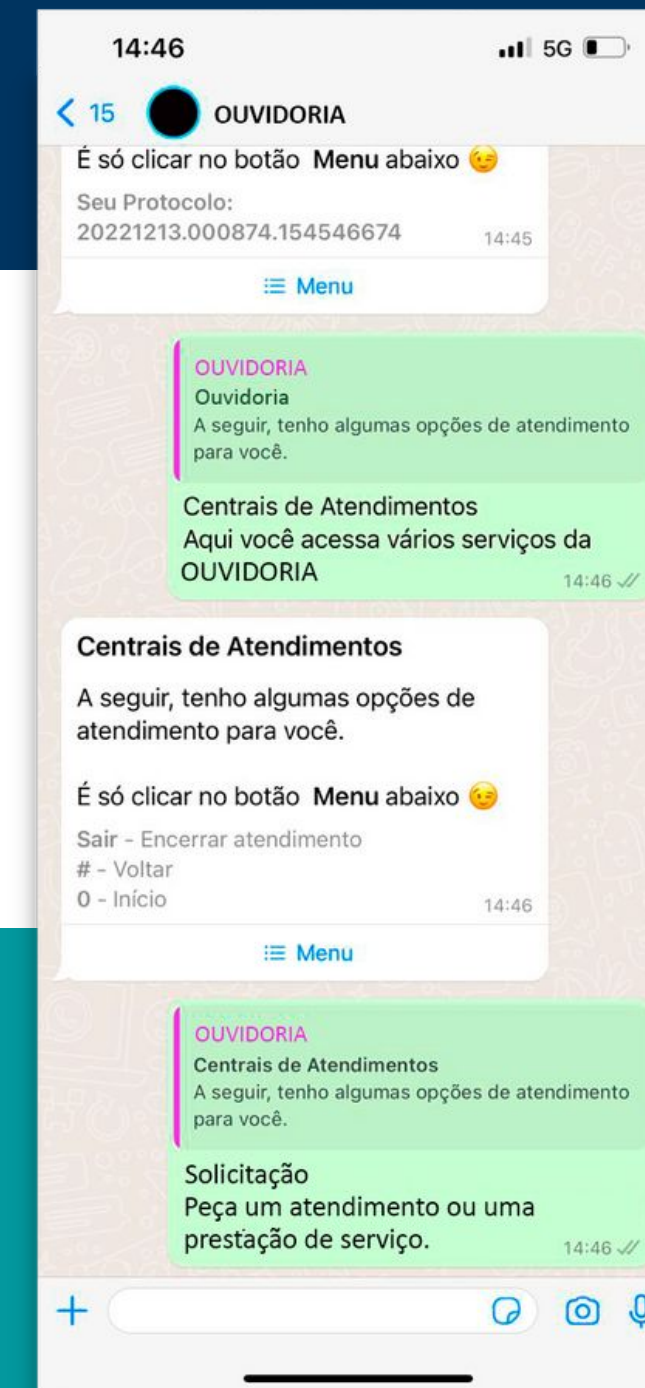 14:46
5G
15
OUVIDORIA
É só clicar no botão Menu abaixo 😉
Seu Protocolo:
20221213.000874.154546674
14:45
Menu
OUVIDORIA
Ouvidoria
A seguir, tenho algumas opções de atendimento
para você.
Centrais de Atendimentos
Aqui você acessa vários serviços da
OUVIDORIA
14:46
Centrais de Atendimentos
A seguir, tenho algumas opções de
atendimento para você.
É só clicar no botão Menu abaixo 😉
Sair - Encerrar atendimento
# - Voltar
0 - Início
14:46
Menu
OUVIDORIA
Centrais de Atendimentos
A seguir, tenho algumas opções de atendimento
para você.
Solicitação
Peça um atendimento ou uma
prestação de serviço.
14:46